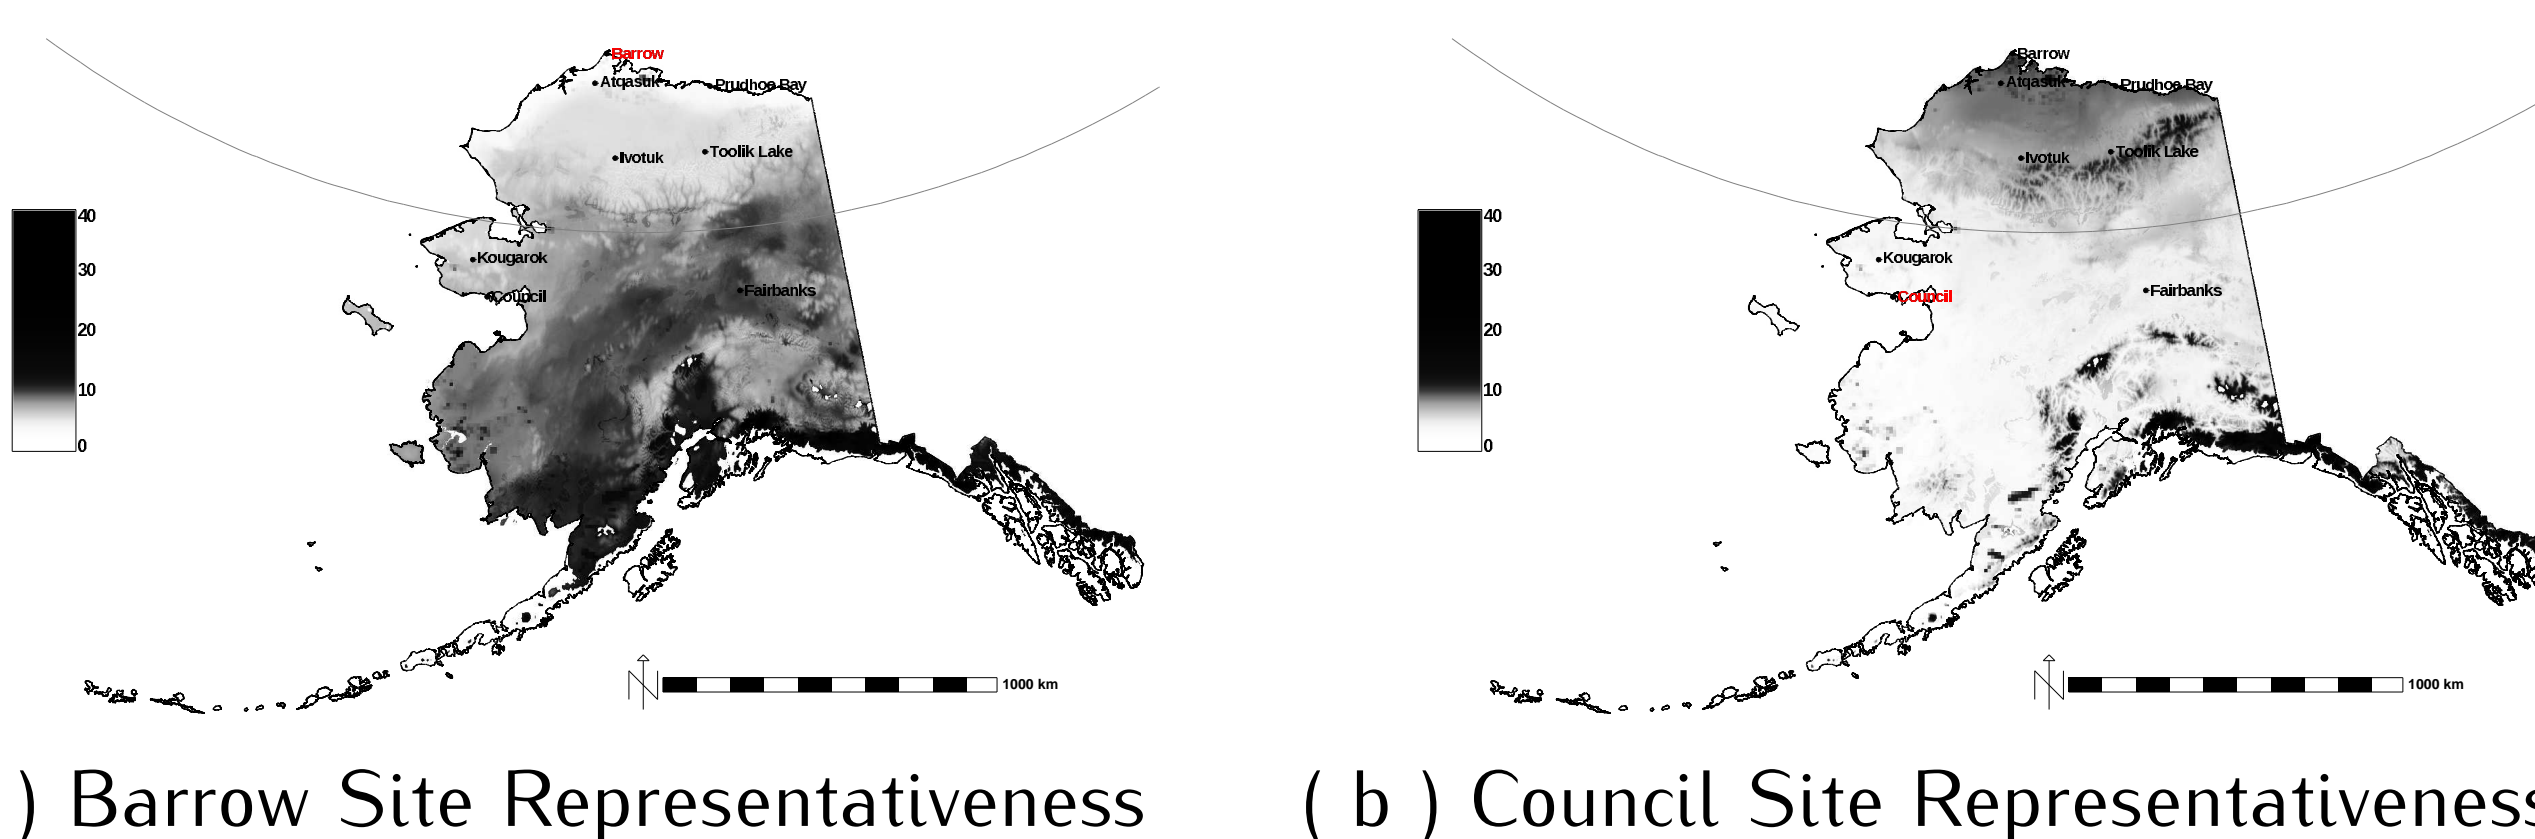 Barrow
Atqasuk
Prudhoe Bay
Ivotuk
Toolik Lake
Kougarok
Council
Fairbanks
40
30
20
10
0
N
1000 km
) Barrow Site Representativeness
Barrow
Atqasuk
Prudhoe Bay
Ivotuk
Toolik Lake
Kougarok
Council
Fairbanks
40
30
20
10
0
N
1000 km
( b ) Council Site Representativeness